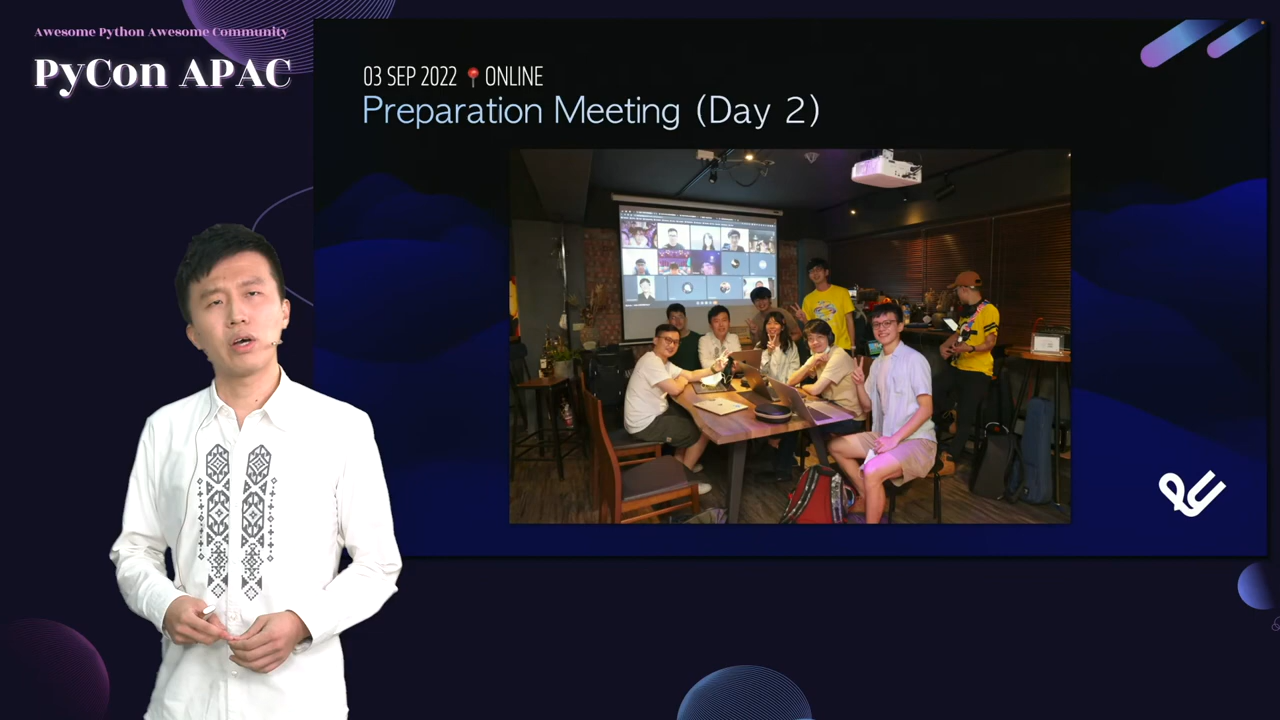 Awesome Python Awesome Community
PyCon APAC
03 SEP 2022 📍 ONLINE
Preparation Meeting (Day 2)